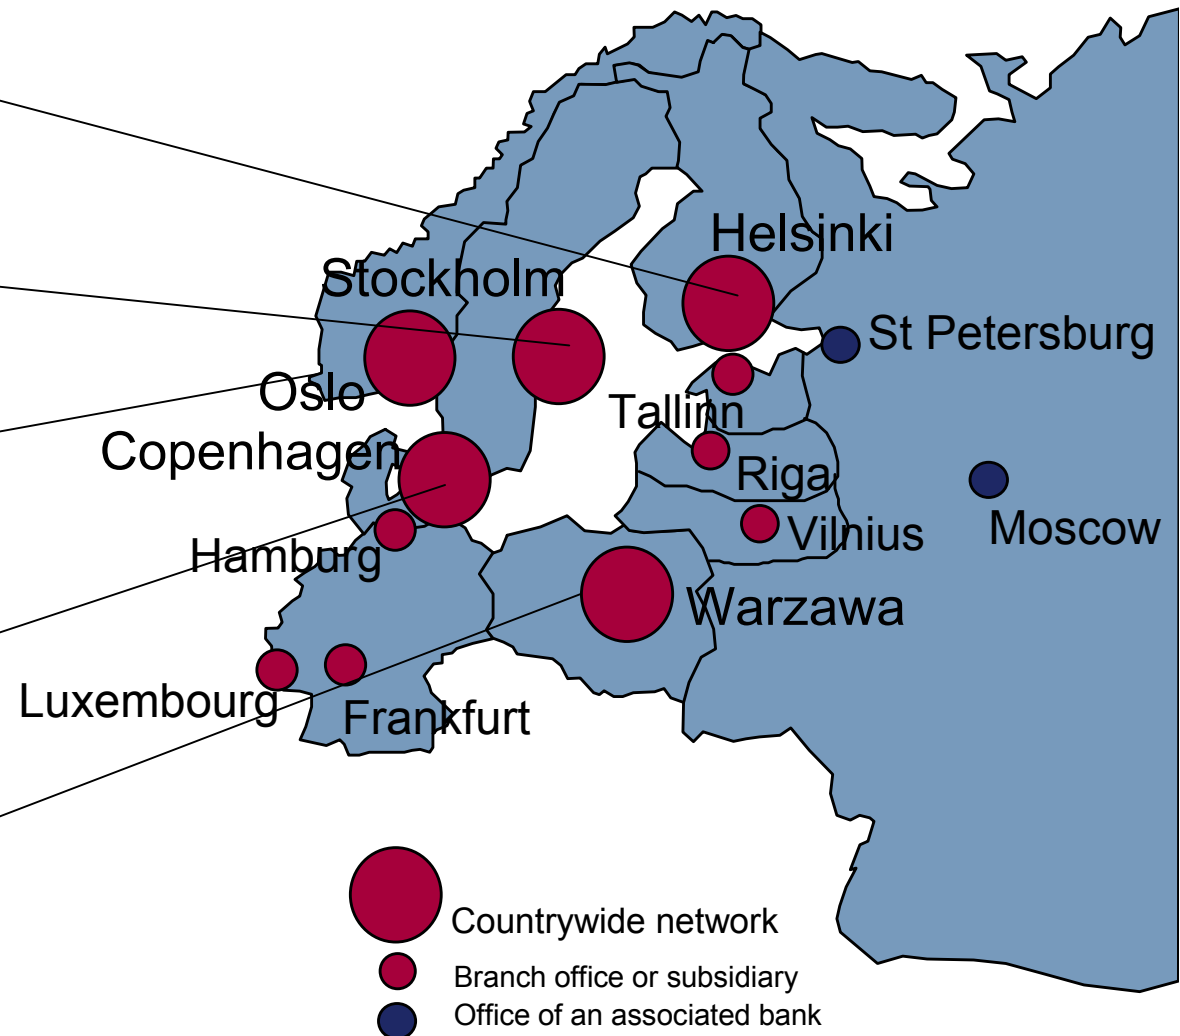 Helsinki
Stockholm
St Petersburg
Oslo
Tallinn
Copenhagen
Riga
Moscow
Vilnius
Hamburg
Warzawa
Luxembourg
Frankfurt
Countrywide network
Branch office or subsidiary
Office of an associated bank